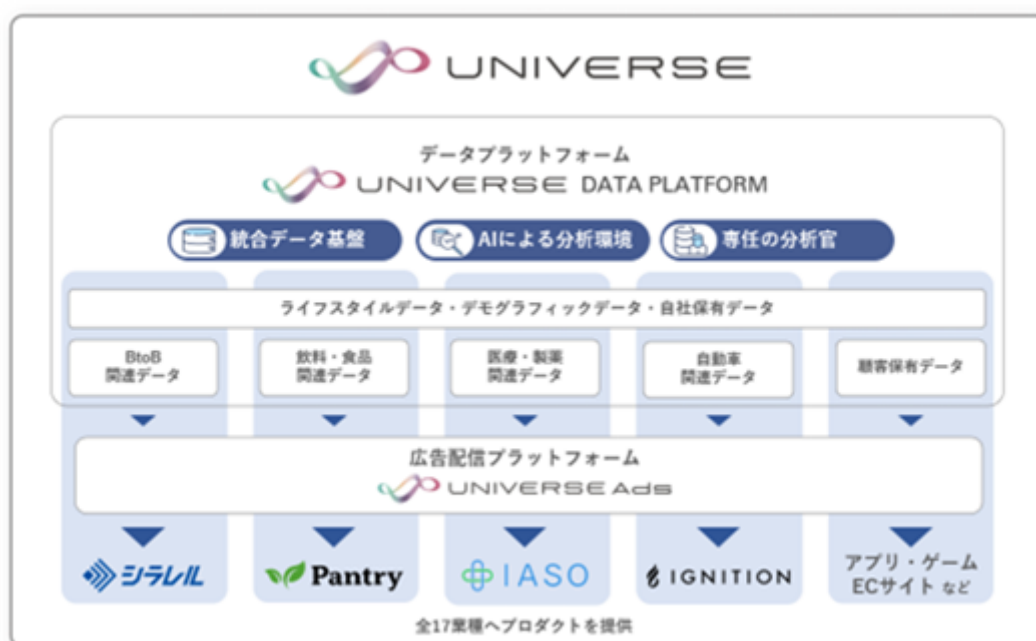 UNIVERSE
データプラットフォーム
UNIVERSE DATA PLATFORM
統合データ基盤
AIによる分析環境
専任の分析官
ライフスタイルデータ・デモグラフィックデータ・自社保有データ
BtoB
関連データ
飲料・食品
関連データ
医療・製薬
関連データ
自動車
関連データ
顧客保有データ
広告配信プラットフォーム
UNIVERSE Ads
シラレル
Pantry
IASO
IGNITION
アプリ・ゲーム
ECサイト など
全17業種へプロダクトを提供